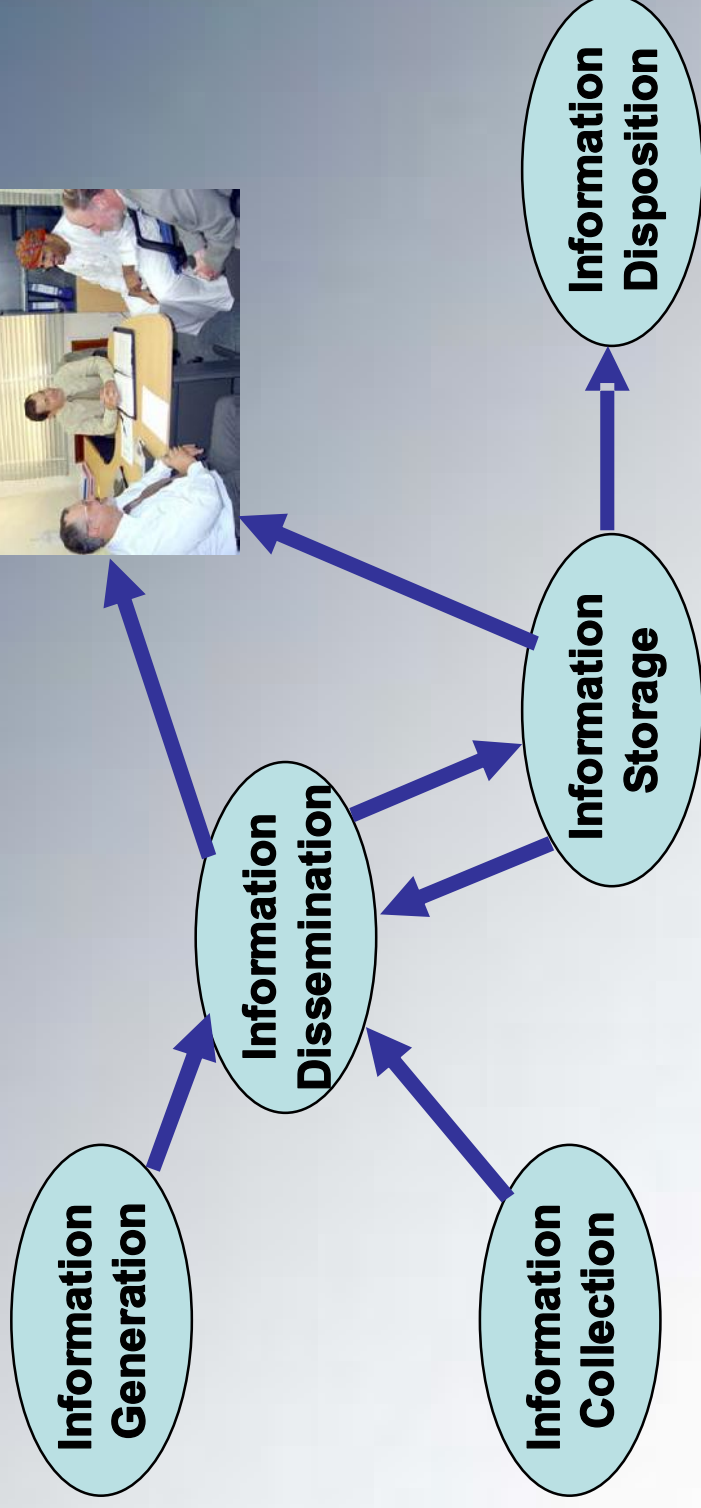 Information
Generation
Information
Collection
Information
Dissemination
Information
Storage
Information
Disposition